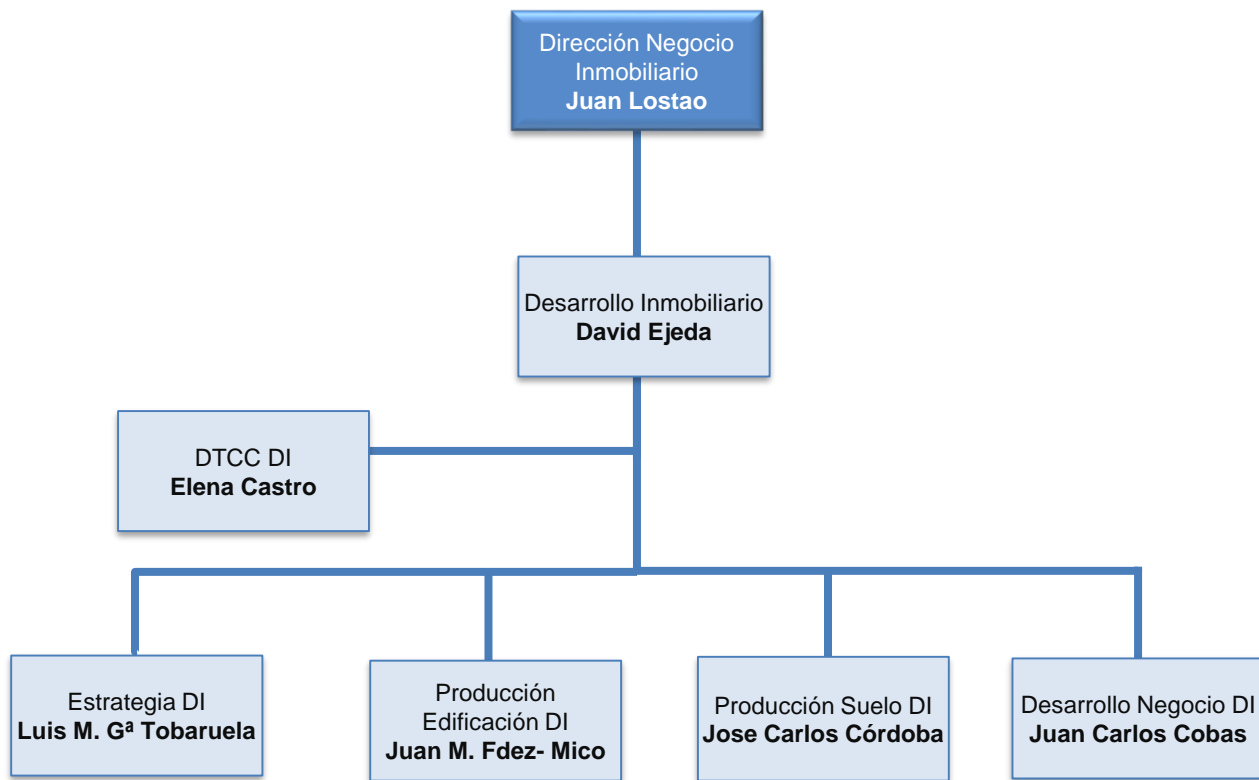 Dirección Negocio
Inmobiliario
Juan Lostao
Desarrollo Inmobiliario
David Ejeda
DTCC DI
Elena Castro
Estrategia DI
Luis M. Gª Tobaruela
Producción
Edificación DI
Juan M. Fdez- Mico
Producción Suelo DI
Jose Carlos Córdoba
Desarrollo Negocio DI
Juan Carlos Cobas